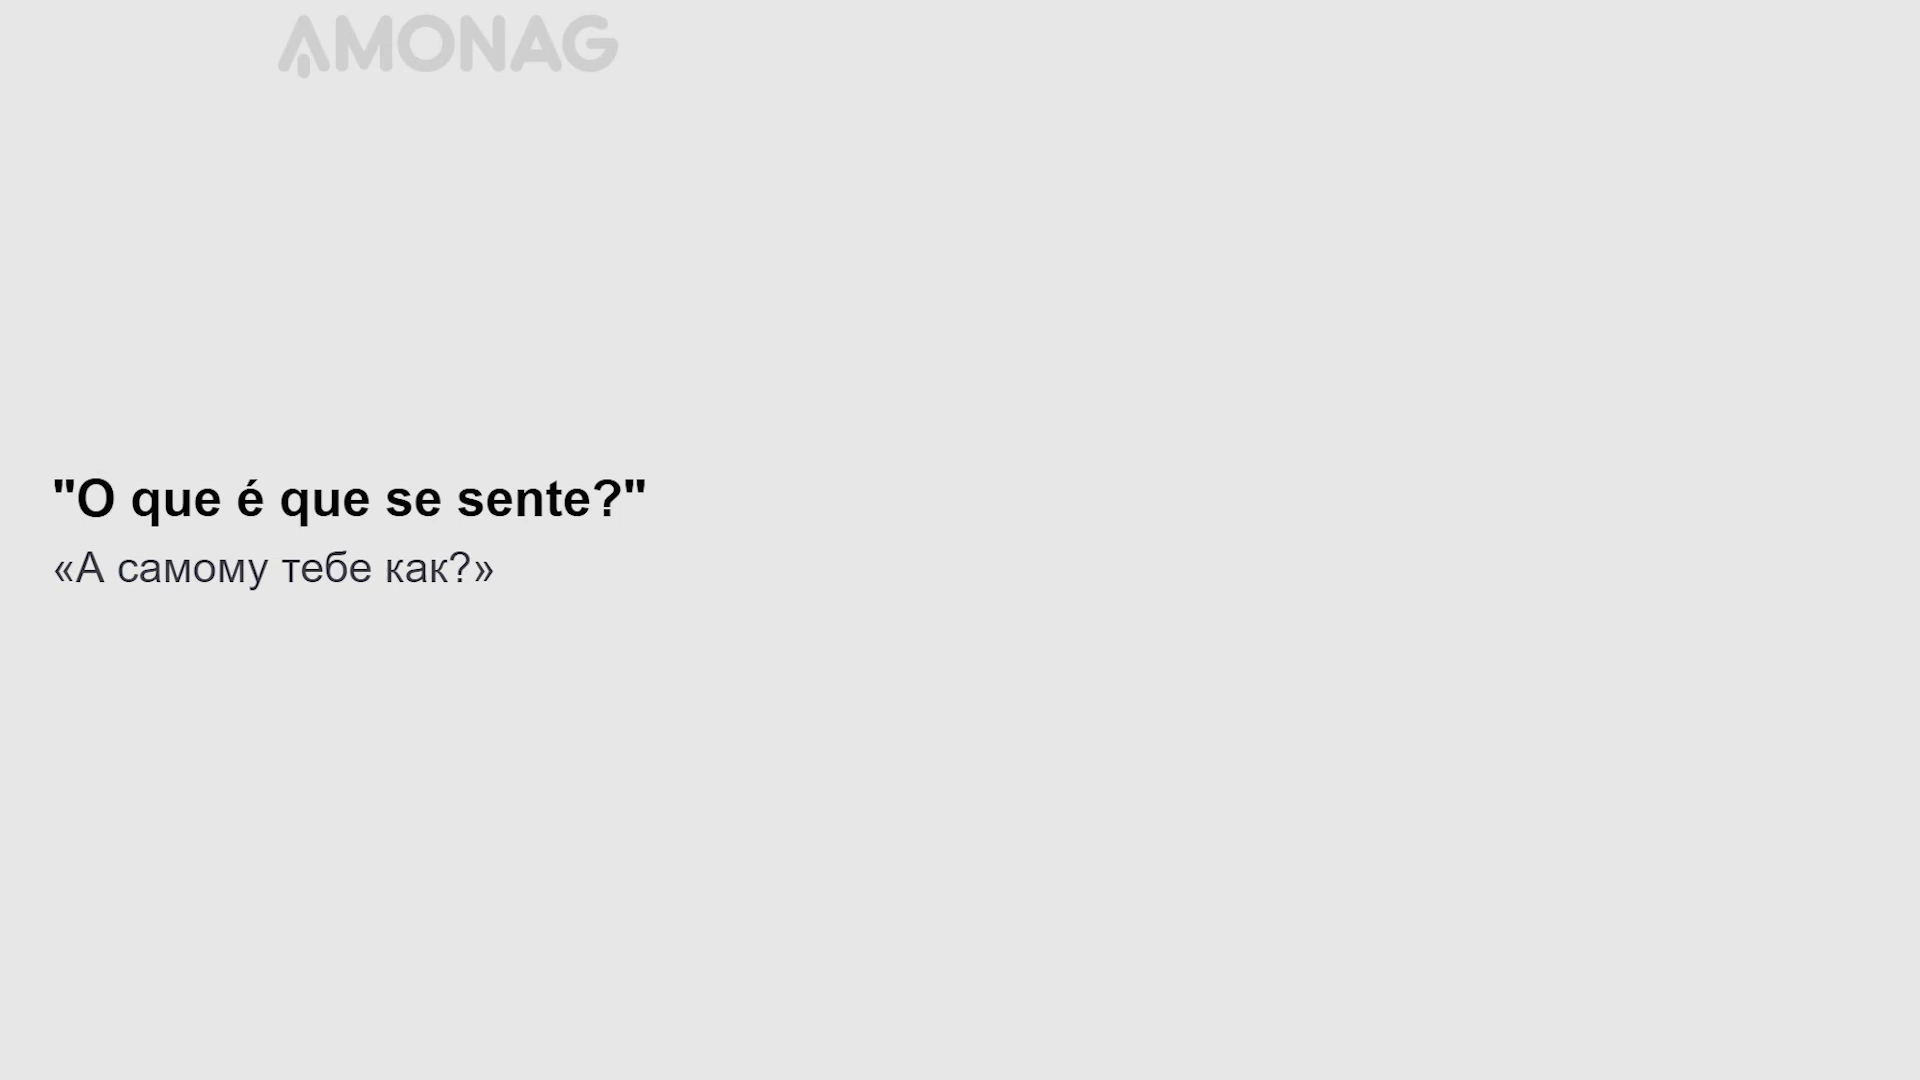 AMONAG
"O que é que se sente?"
«А самому тебе как?»